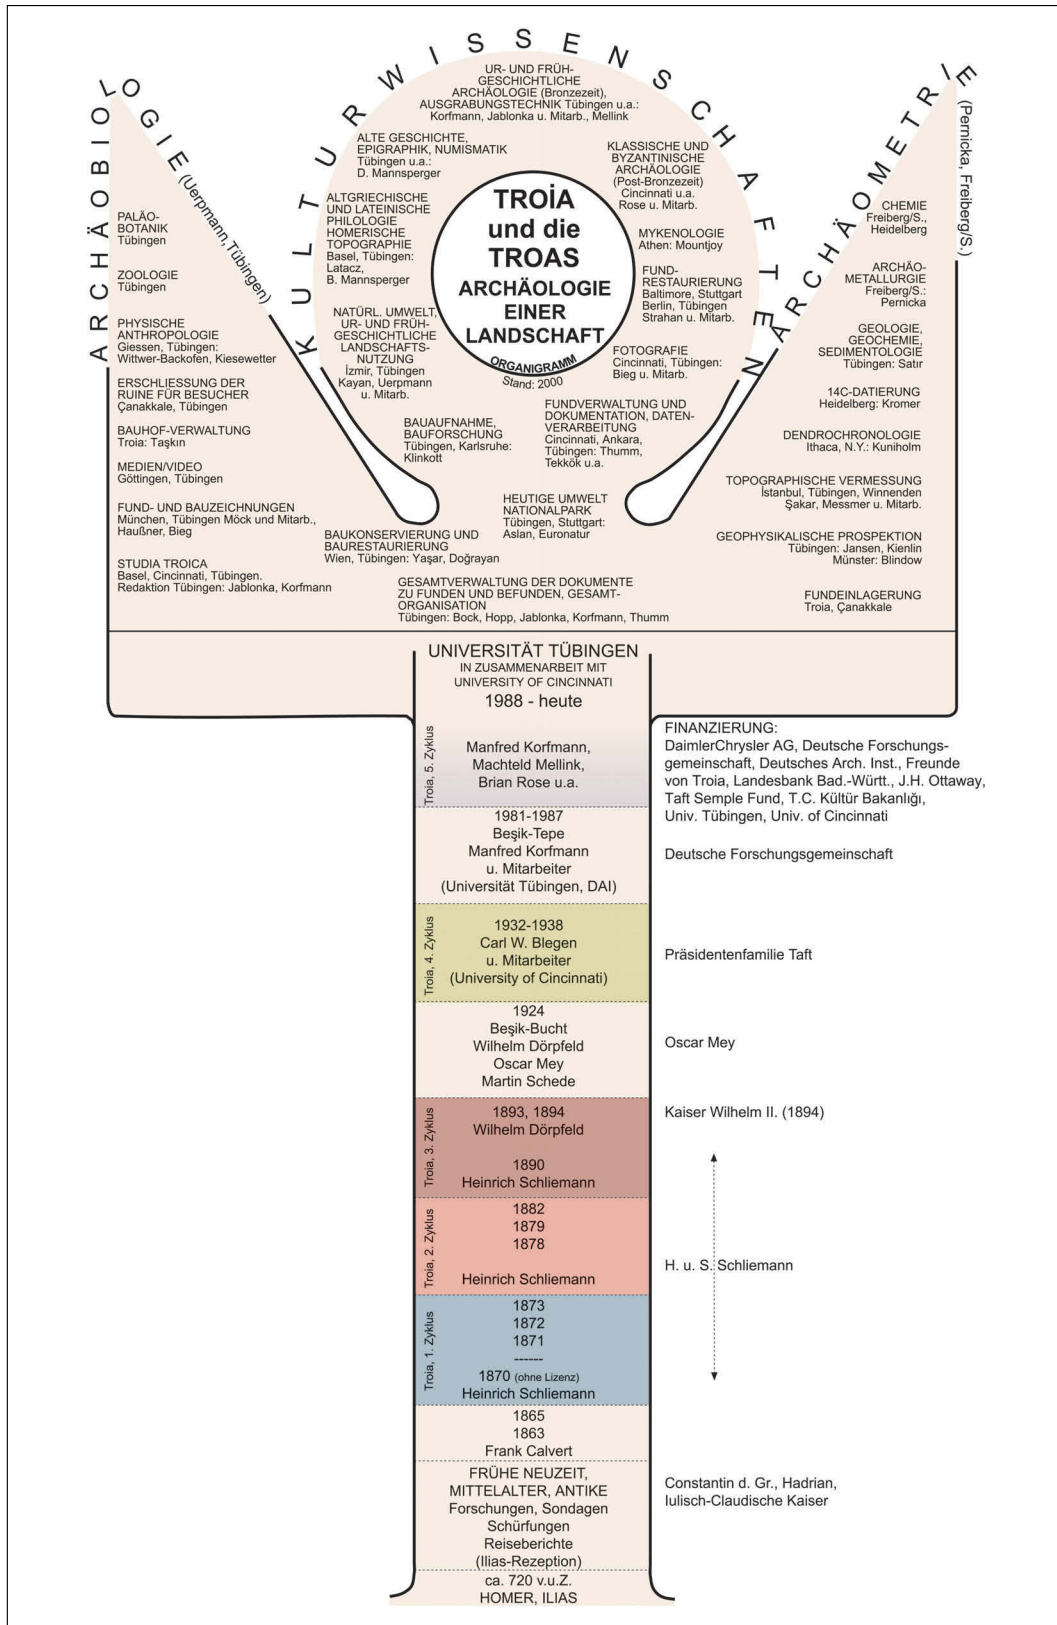 ARCHÄOBIOLOGIE (Uerpmann, Tübingen)
KULTURWISSENSCHAFTEN
ARCHÄOMETRIE (Pernicka, Freiberg/S.)
UR- UND FRÜH-
GESCHICHTLICHE
ARCHÄOLOGIE (Bronzezeit),
AUSGRABUNGSTECHNIK Tübingen u.a.:
Korfmann, Jablonka u. Mitarb., Mellink
ALTE GESCHICHTE,
EPIGRAPHIK, NUMISMATIK
Tübingen u.a.:
D. Mannsperger
ALTGRIECHISCHE
UND LATEINISCHE
PHILOLOGIE
HOMERISCHE
TOPOGRAPHIE
Basel, Tübingen:
Latacz,
B. Mannsperger
NATÜRL. UMWELT,
UR- UND FRÜH-
GESCHICHTLICHE
LANDSCHAFTS-
NUTZUNG
İzmir, Tübingen
Kayan, Uerpmann
u. Mitarb.
BAUAUFNAHME,
BAUFORSCHUNG
Tübingen, Karlsruhe:
Klinkott
TROİA
und die
TROAS
ARCHÄOLOGIE
EINER
LANDSCHAFT
ORGANIGRAMM
Stand: 2000
KLASSISCHE UND
BYZANTINISCHE
ARCHÄOLOGIE
(Post-Bronzezeit)
Cincinnati u.a.
Rose u. Mitarb.
MYKENOLOGIE
Athen: Mountjoy
FUND-
RESTAURIERUNG
Baltimore, Stuttgart
Berlin, Tübingen
Strahan u. Mitarb.
FOTOGRAFIE
Cincinnati, Tübingen:
Bieg u. Mitarb.
FUNDVERWALTUNG UND
DOKUMENTATION, DATEN-
VERARBEITUNG
Cincinnati, Ankara,
Tübingen: Thumm,
Tekkök u.a.
HEUTIGE UMWELT
NATIONALPARK
Tübingen, Stuttgart:
Aslan, Euronatur
PALÄO-
BOTANIK
Tübingen
ZOOLOGIE
Tübingen
PHYSISCHE
ANTHROPOLOGIE
Giessen, Tübingen:
Wittwer-Backofen, Kiesewetter
ERSCHLIESSUNG DER
RUINE FÜR BESUCHER
Çanakkale, Tübingen
BAUHOF-VERWALTUNG
Troia: Taşkın
MEDIEN/VIDEO
Göttingen, Tübingen
FUND- UND BAUZEICHNUNGEN
München, Tübingen Möck und Mitarb.,
Haußner, Bieg
STUDIA TROICA
Basel, Cincinnati, Tübingen.
Redaktion Tübingen: Jablonka, Korfmann
BAUKONSERVIERUNG UND
BAURESTAURIERUNG
Wien, Tübingen: Yaşar, Doğrayan
GESAMTVERWALTUNG DER DOKUMENTE
ZU FUNDEN UND BEFUNDEN, GESAMT-
ORGANISATION
Tübingen: Bock, Hopp, Jablonka, Korfmann, Thumm
CHEMIE
Freiberg/S.,
Heidelberg
ARCHÄO-
METALLURGIE
Freiberg/S.:
Pernicka
GEOLOGIE,
GEOCHEMIE,
SEDIMENTOLOGIE
Tübingen: Satır
14C-DATIERUNG
Heidelberg: Kromer
DENDROCHRONOLOGIE
Ithaca, N.Y.: Kuniholm
TOPOGRAPHISCHE VERMESSUNG
İstanbul, Tübingen, Winnenden
Şakar, Messmer u. Mitarb.
GEOPHYSIKALISCHE PROSPEKTION
Tübingen: Jansen, Kienlin
Münster: Blindow
FUNDEINLAGERUNG
Troia, Çanakkale
UNIVERSITÄT TÜBINGEN
IN ZUSAMMENARBEIT MIT
UNIVERSITY OF CINCINNATI
1988 - heute
Troia, 5. Zyklus
Manfred Korfmann,
Machteld Mellink,
Brian Rose u.a.
FINANZIERUNG:
DaimlerChrysler AG, Deutsche Forschungs-
gemeinschaft, Deutsches Arch. Inst., Freunde
von Troia, Landesbank Bad.-Württ., J.H. Ottaway,
Taft Semple Fund, T.C. Kültür Bakanlığı,
Univ. Tübingen, Univ. of Cincinnati
1981-1987
Beşik-Tepe
Manfred Korfmann
u. Mitarbeiter
(Universität Tübingen, DAI)
Deutsche Forschungsgemeinschaft
Troia, 4. Zyklus
1932-1938
Carl W. Blegen
u. Mitarbeiter
(University of Cincinnati)
Präsidentenfamilie Taft
1924
Beşik-Bucht
Wilhelm Dörpfeld
Oscar Mey
Martin Schede
Oscar Mey
Troia, 3. Zyklus
1893, 1894
Wilhelm Dörpfeld
1890
Heinrich Schliemann
Kaiser Wilhelm II. (1894)
Troia, 2. Zyklus
1882
1879
1878
Heinrich Schliemann
H. u. S. Schliemann
Troia, 1. Zyklus
1873
1872
1871
------
1870 (ohne Lizenz)
Heinrich Schliemann
1865
1863
Frank Calvert
FRÜHE NEUZEIT,
MITTELALTER, ANTIKE
Forschungen, Sondagen
Schürfungen
Reiseberichte
(Ilias-Rezeption)
Constantin d. Gr., Hadrian,
Iulisch-Claudische Kaiser
ca. 720 v.u.Z.
HOMER, ILIAS